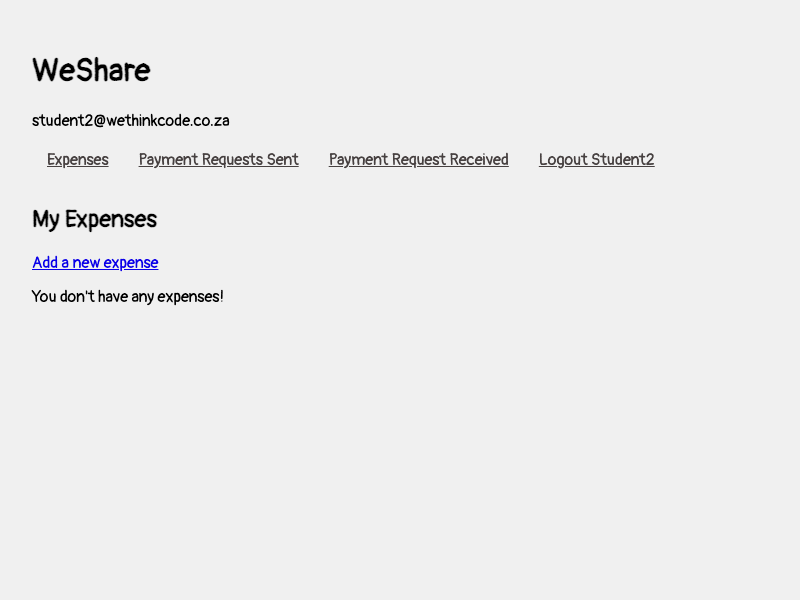 WeShare
student2@wethinkcode.co.za
Expenses Payment Requests Sent Payment Request Received Logout Student2
My Expenses
Add a new expense
You don't have any expenses!